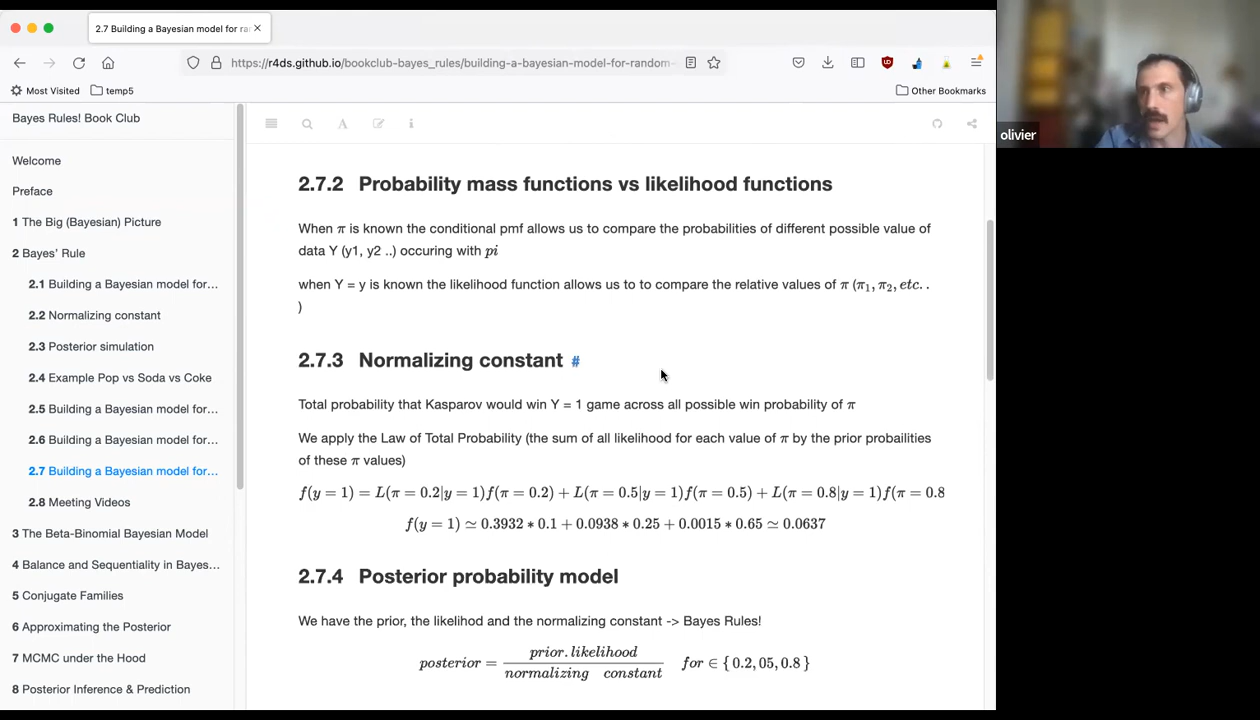 2.7 Building a Bayesian model for ra
https://r4ds.github.io/bookclub-bayes_rules/building-a-bayesian-model-for-random-
Most Visited temp5 Other Bookmarks
Bayes Rules! Book Club
Welcome
Preface
1 The Big (Bayesian) Picture
2 Bayes' Rule
2.1 Building a Bayesian model for...
2.2 Normalizing constant
2.3 Posterior simulation
2.4 Example Pop vs Soda vs Coke
2.5 Building a Bayesian model for...
2.6 Building a Bayesian model for...
2.7 Building a Bayesian model for...
2.8 Meeting Videos
3 The Beta-Binomial Bayesian Model
4 Balance and Sequentiality in Bayes...
5 Conjugate Families
6 Approximating the Posterior
7 MCMC under the Hood
8 Posterior Inference & Prediction
2.7.2 Probability mass functions vs likelihood functions
When π is known the conditional pmf allows us to compare the probabilities of different possible value of
data Y (y1, y2 ..) occuring with pi
when Y = y is known the likelihood function allows us to to compare the relative values of π (π₁, π₂, etc. .
)
2.7.3 Normalizing constant #
Total probability that Kasparov would win Y = 1 game across all possible win probability of π
We apply the Law of Total Probability (the sum of all likelihood for each value of π by the prior probailities
of these π values)
f(y = 1) = L(π = 0.2|y = 1)f(π = 0.2) + L(π = 0.5|y = 1)f(π = 0.5) + L(π = 0.8|y = 1)f(π = 0.8
f(y = 1) ≃ 0.3932 * 0.1 + 0.0938 * 0.25 + 0.0015 * 0.65 ≃ 0.0637
2.7.4 Posterior probability model
We have the prior, the likelihod and the normalizing constant -> Bayes Rules!
prior. likelihood
posterior = for ∈ { 0.2, 05, 0.8 }
normalizing constant
olivier